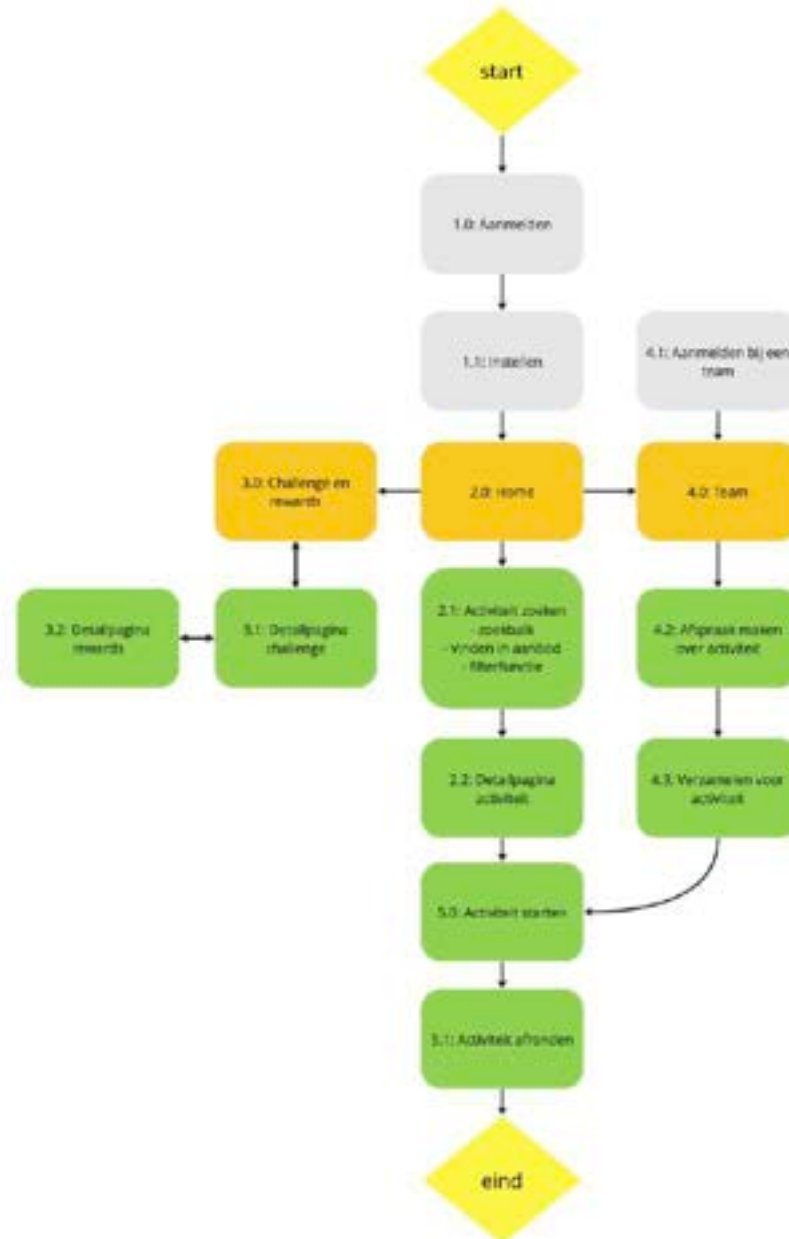 start
1.0: Aanmelden
1.1: Instellen
4.1: Aanmelden bij een
team
3.0: Challenge en
rewards
2.0: Home
4.0: Team
3.2: Detailpagina
rewards
3.1: Detailpagina
challenge
2.1: Activiteit zoeken
- zoekbalk
- Vinden in aanbod
- filterfunctie
4.2: Afspraak maken
over activiteit
2.2: Detailpagina
activiteit
4.3: Verzamelen voor
activiteit
5.0: Activiteit starten
5.1: Activiteit afronden
eind